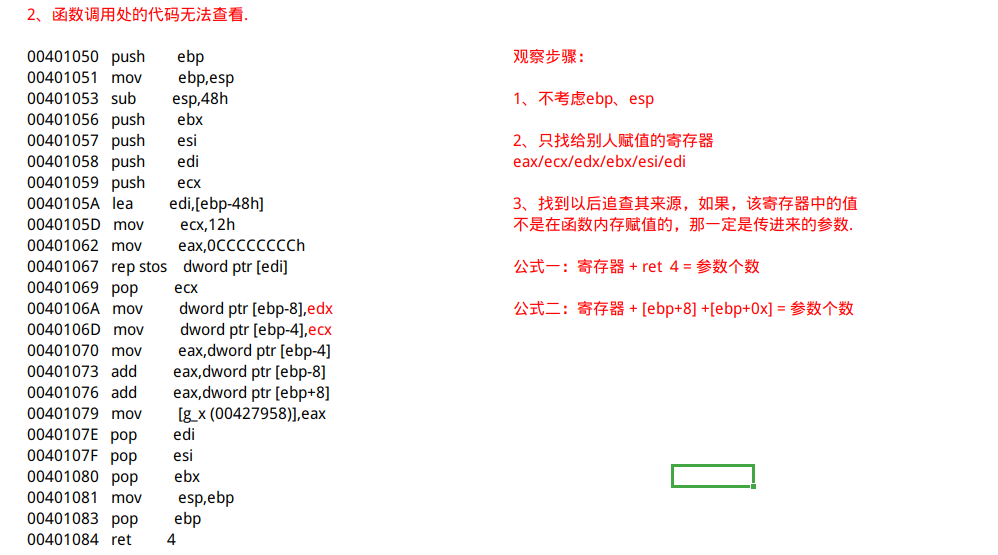 2、函数调用处的代码无法查看.
00401050 push ebp
00401051 mov ebp,esp
00401053 sub esp,48h
00401056 push ebx
00401057 push esi
00401058 push edi
00401059 push ecx
0040105A lea edi,[ebp-48h]
0040105D mov ecx,12h
00401062 mov eax,0CCCCCCCCh
00401067 rep stos dword ptr [edi]
00401069 pop ecx
0040106A mov dword ptr [ebp-8],edx
0040106D mov dword ptr [ebp-4],ecx
00401070 mov eax,dword ptr [ebp-4]
00401073 add eax,dword ptr [ebp-8]
00401076 add eax,dword ptr [ebp+8]
00401079 mov [g_x (00427958)],eax
0040107E pop edi
0040107F pop esi
00401080 pop ebx
00401081 mov esp,ebp
00401083 pop ebp
00401084 ret 4
观察步骤：
1、不考虑ebp、esp
2、只找给别人赋值的寄存器
eax/ecx/edx/ebx/esi/edi
3、找到以后追查其来源，如果，该寄存器中的值
不是在函数内存赋值的，那一定是传进来的参数.
公式一：寄存器 + ret 4 = 参数个数
公式二：寄存器 + [ebp+8] +[ebp+0x] = 参数个数